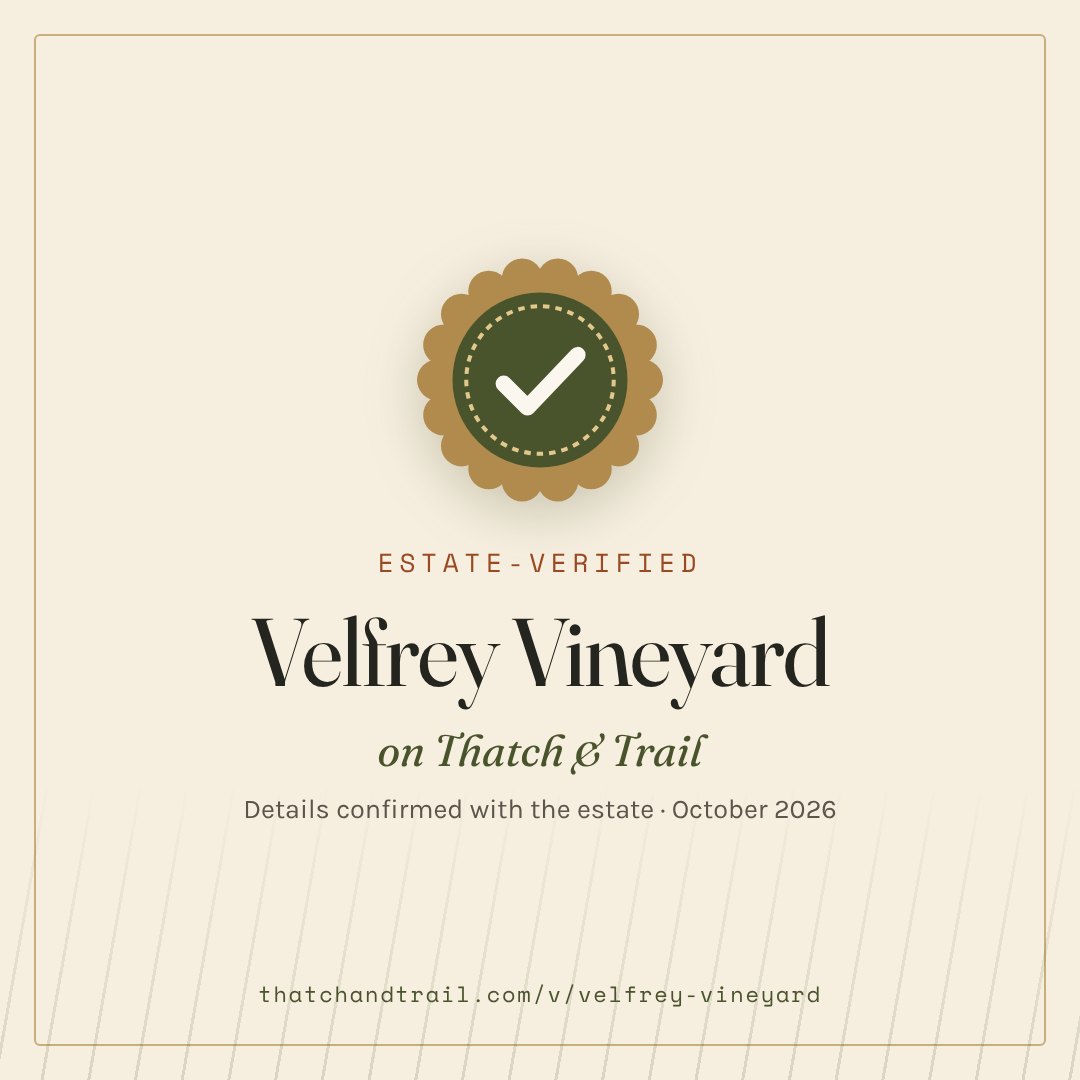 ESTATE-VERIFIED
Velfrey Vineyard
on Thatch & Trail
Details confirmed with the estate · October 2026
thatchandtrail.com/v/velfrey-vineyard